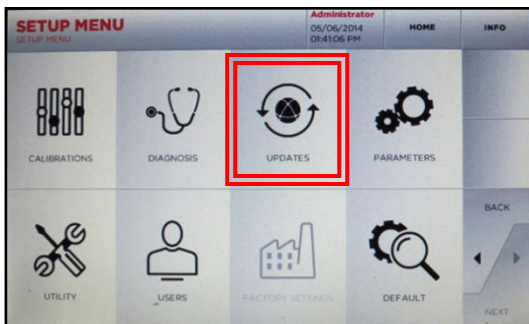 SETUP MENU
SETUP MENU
Administrator
05/06/2014
01:41:06 PM
HOME
INFO
CALIBRATIONS
DIAGNOSIS
UPDATES
PARAMETERS
BACK
UTILITY
USERS
FACTORY SETTINGS
DEFAULT
NEXT